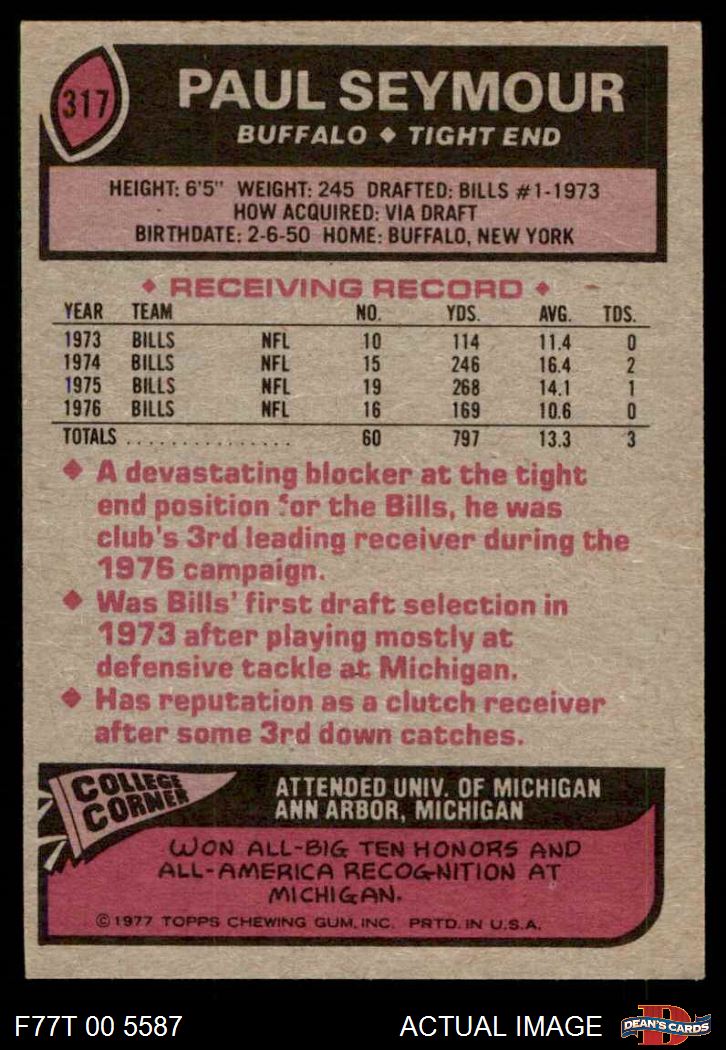 317
PAUL SEYMOUR
BUFFALO ♦ TIGHT END
HEIGHT: 6'5" WEIGHT: 245 DRAFTED: BILLS #1-1973
HOW ACQUIRED: VIA DRAFT
BIRTHDATE: 2-6-50 HOME: BUFFALO, NEW YORK
♦ RECEIVING RECORD ♦
YEAR TEAM NO. YDS. AVG. TDS.
1973 BILLS NFL 10 114 11.4 0
1974 BILLS NFL 15 246 16.4 2
1975 BILLS NFL 19 268 14.1 1
1976 BILLS NFL 16 169 10.6 0
TOTALS ................ 60 797 13.3 3
♦ A devastating blocker at the tight
end position for the Bills, he was
club's 3rd leading receiver during the
1976 campaign.
♦ Was Bills' first draft selection in
1973 after playing mostly at
defensive tackle at Michigan.
♦ Has reputation as a clutch receiver
after some 3rd down catches.
COLLEGE
CORNER
ATTENDED UNIV. OF MICHIGAN
ANN ARBOR, MICHIGAN
WON ALL-BIG TEN HONORS AND
ALL-AMERICA RECOGNITION AT
MICHIGAN.
© 1977 TOPPS CHEWING GUM, INC. PRTD. IN U.S.A.
F77T 00 5587 ACTUAL IMAGE
D
DEAN'S CARDS